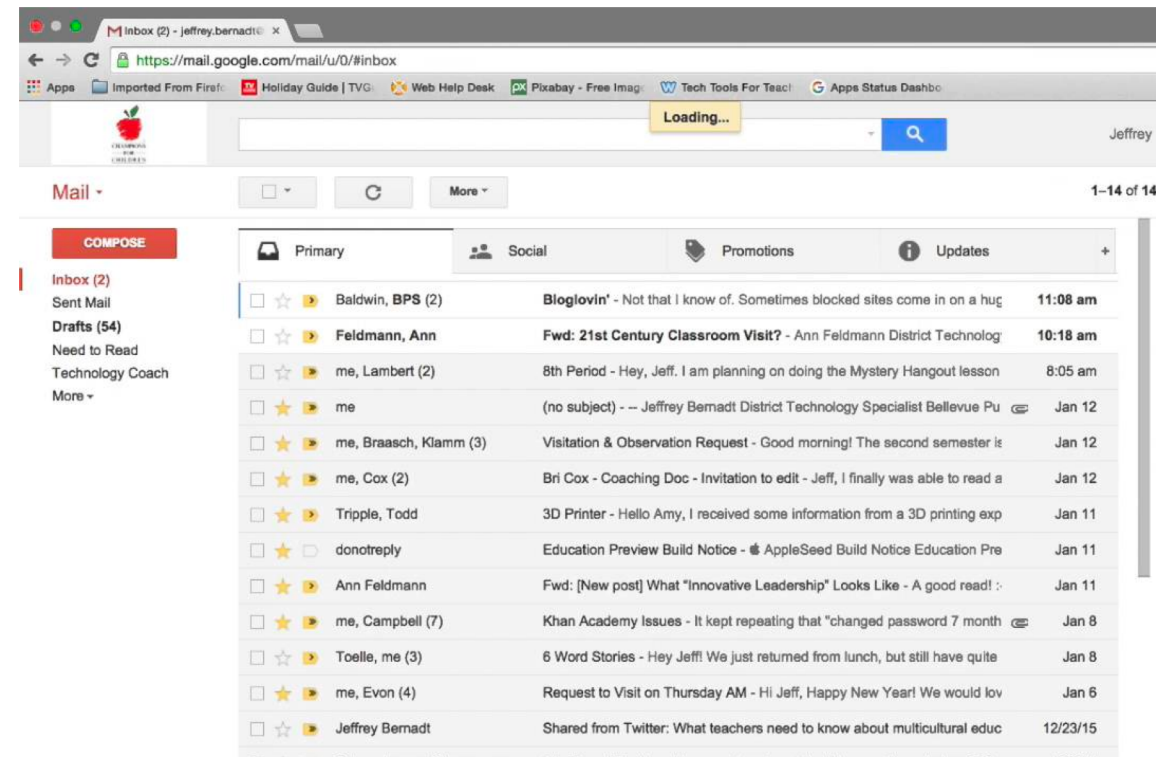 Inbox (2) - jeffrey.bernadt@ ×
https://mail.google.com/mail/u/0/#inbox
Apps Imported From Firefo Holiday Guide | TVG Web Help Desk Pixabay - Free Imag Tech Tools For Teach Apps Status Dashbo
Loading...
CHAMPIONS
FOR
CHILDREN
Jeffrey
Mail
More
1–14 of 14
COMPOSE
Inbox (2)
Sent Mail
Drafts (54)
Need to Read
Technology Coach
More
Primary Social Promotions Updates +
Baldwin, BPS (2) Bloglovin' - Not that I know of. Sometimes blocked sites come in on a hug 11:08 am
Feldmann, Ann Fwd: 21st Century Classroom Visit? - Ann Feldmann District Technolog 10:18 am
me, Lambert (2) 8th Period - Hey, Jeff. I am planning on doing the Mystery Hangout lesson 8:05 am
me (no subject) - -- Jeffrey Bernadt District Technology Specialist Bellevue Pu Jan 12
me, Braasch, Klamm (3) Visitation & Observation Request - Good morning! The second semester is Jan 12
me, Cox (2) Bri Cox - Coaching Doc - Invitation to edit - Jeff, I finally was able to read a Jan 12
Tripple, Todd 3D Printer - Hello Amy, I received some information from a 3D printing exp Jan 11
donotreply Education Preview Build Notice - AppleSeed Build Notice Education Pre Jan 11
Ann Feldmann Fwd: [New post] What "Innovative Leadership" Looks Like - A good read! :- Jan 11
me, Campbell (7) Khan Academy Issues - It kept repeating that "changed password 7 month Jan 8
Toelle, me (3) 6 Word Stories - Hey Jeff! We just returned from lunch, but still have quite Jan 8
me, Evon (4) Request to Visit on Thursday AM - Hi Jeff, Happy New Year! We would lov Jan 6
Jeffrey Bernadt Shared from Twitter: What teachers need to know about multicultural educ 12/23/15